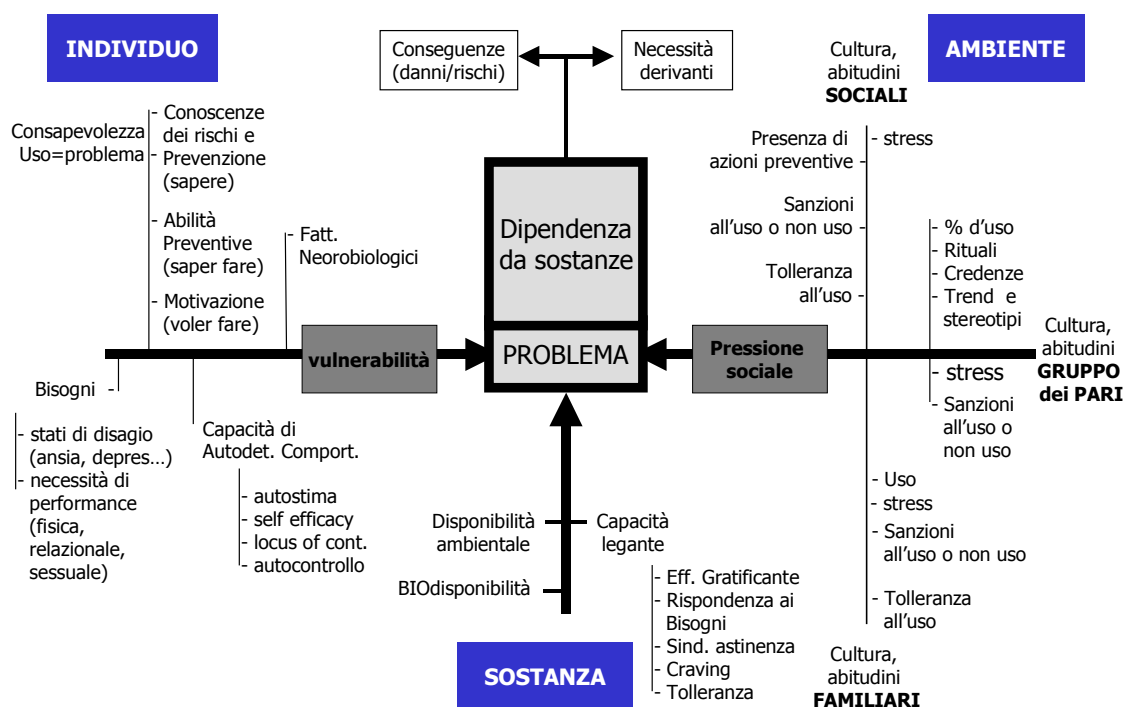 INDIVIDUO
Conseguenze
(danni/rischi)
Necessità
derivanti
Cultura,
abitudini
SOCIALI
AMBIENTE
Consapevolezza
Uso=problema
- Conoscenze
dei rischi e
- Prevenzione
(sapere)
- Abilità
Preventive
(saper fare)
- Motivazione
(voler fare)
- Fatt.
Neorobiologici
Dipendenza
da sostanze
Presenza di
azioni preventive -
- stress
Sanzioni
all'uso o non uso -
Tolleranza
all'uso -
- % d'uso
- Rituali
- Credenze
- Trend e
stereotipi
vulnerabilità
PROBLEMA
Pressione
sociale
Cultura,
abitudini
GRUPPO
dei PARI
Bisogni -
- stati di disagio
(ansia, depres...)
- necessità di
performance
(fisica,
relazionale,
sessuale)
Capacità di
Autodet. Comport.
- autostima
- self efficacy
- locus of cont.
- autocontrollo
- stress
- Sanzioni
all'uso o
non uso
Disponibilità
ambientale
Capacità
legante
BIOdisponibilità
- Eff. Gratificante
- Rispondenza ai
Bisogni
- Sind. astinenza
- Craving
- Tolleranza
- Uso
- stress
- Sanzioni
all'uso o non uso
- Tolleranza
all'uso
SOSTANZA
Cultura,
abitudini
FAMILIARI